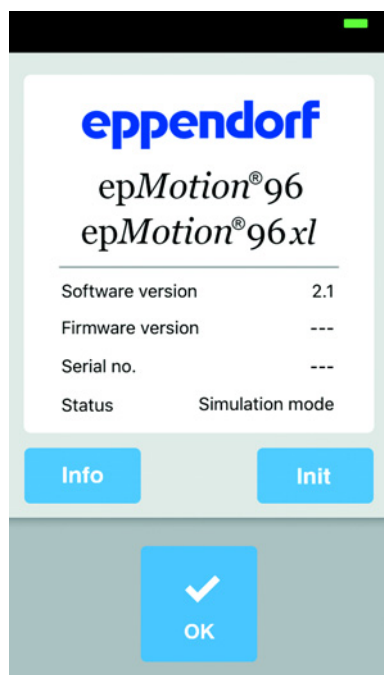 eppendorf
epMotion®96
epMotion®96xl
Software version 2.1
Firmware version ---
Serial no. ---
Status Simulation mode
Info Init
OK